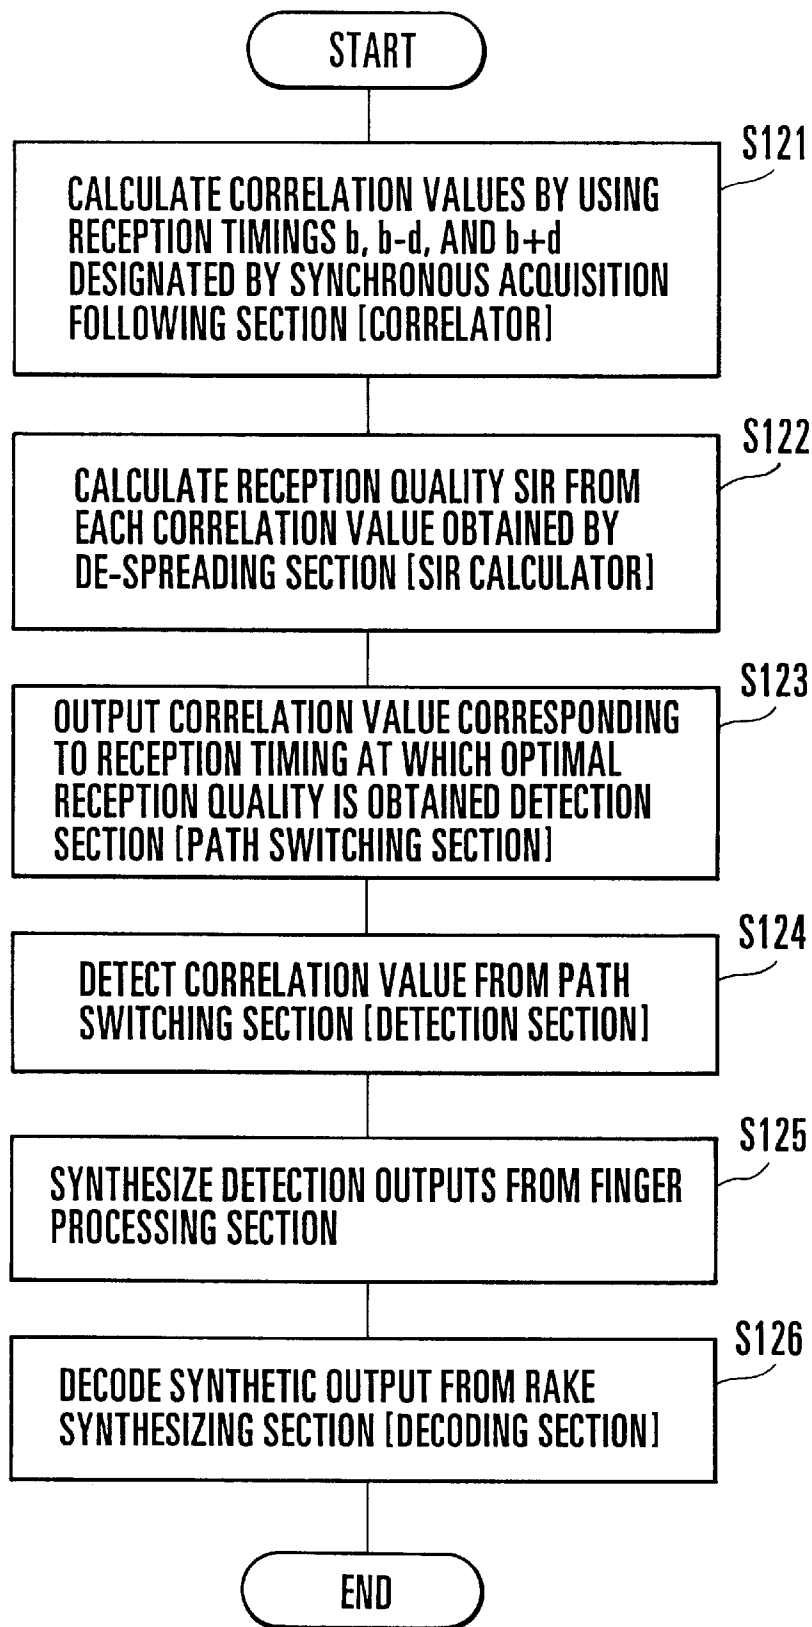 START
S121
CALCULATE CORRELATION VALUES BY USING
RECEPTION TIMINGS b, b-d, AND b+d
DESIGNATED BY SYNCHRONOUS ACQUISITION
FOLLOWING SECTION [CORRELATOR]
S122
CALCULATE RECEPTION QUALITY SIR FROM
EACH CORRELATION VALUE OBTAINED BY
DE-SPREADING SECTION [SIR CALCULATOR]
S123
OUTPUT CORRELATION VALUE CORRESPONDING
TO RECEPTION TIMING AT WHICH OPTIMAL
RECEPTION QUALITY IS OBTAINED DETECTION
SECTION [PATH SWITCHING SECTION]
S124
DETECT CORRELATION VALUE FROM PATH
SWITCHING SECTION [DETECTION SECTION]
S125
SYNTHESIZE DETECTION OUTPUTS FROM FINGER
PROCESSING SECTION
S126
DECODE SYNTHETIC OUTPUT FROM RAKE
SYNTHESIZING SECTION [DECODING SECTION]
END